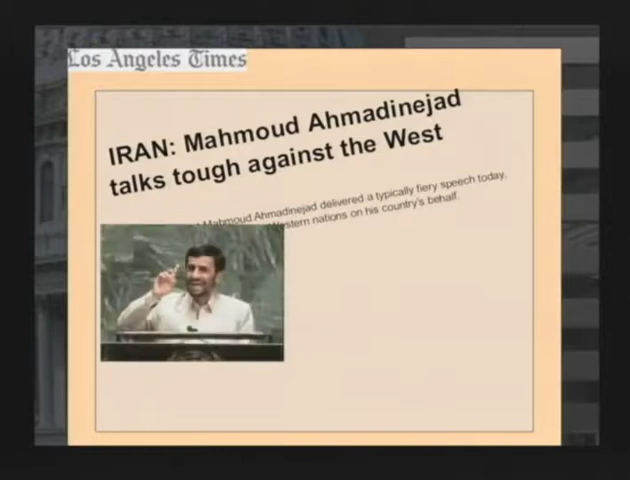 Los Angeles Times
IRAN: Mahmoud Ahmadinejad
talks tough against the West
Mahmoud Ahmadinejad delivered a typically fiery speech today,
Western nations on his country's behalf.